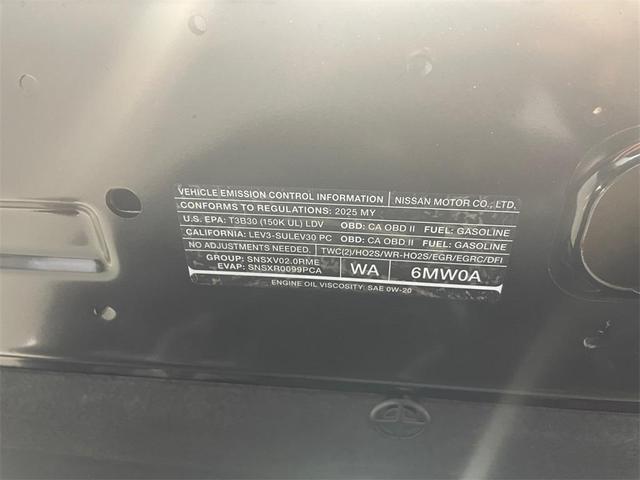 VEHICLE EMISSION CONTROL INFORMATION NISSAN MOTOR CO., LTD.
CONFORMS TO REGULATIONS: 2025 MY
U.S. EPA: T3B30 (150K UL) LDV OBD: CA OBD II FUEL: GASOLINE
CALIFORNIA: LEV3-SULEV30 PC OBD: CA OBD II FUEL: GASOLINE
NO ADJUSTMENTS NEEDED. TWC(2)/HO2S/WR-HO2S/EGR/EGRC/DFI
GROUP: SNSXV02.0RME
EVAP: SNSXR0099PCA
WA 6MW0A
ENGINE OIL VISCOSITY: SAE 0W-20